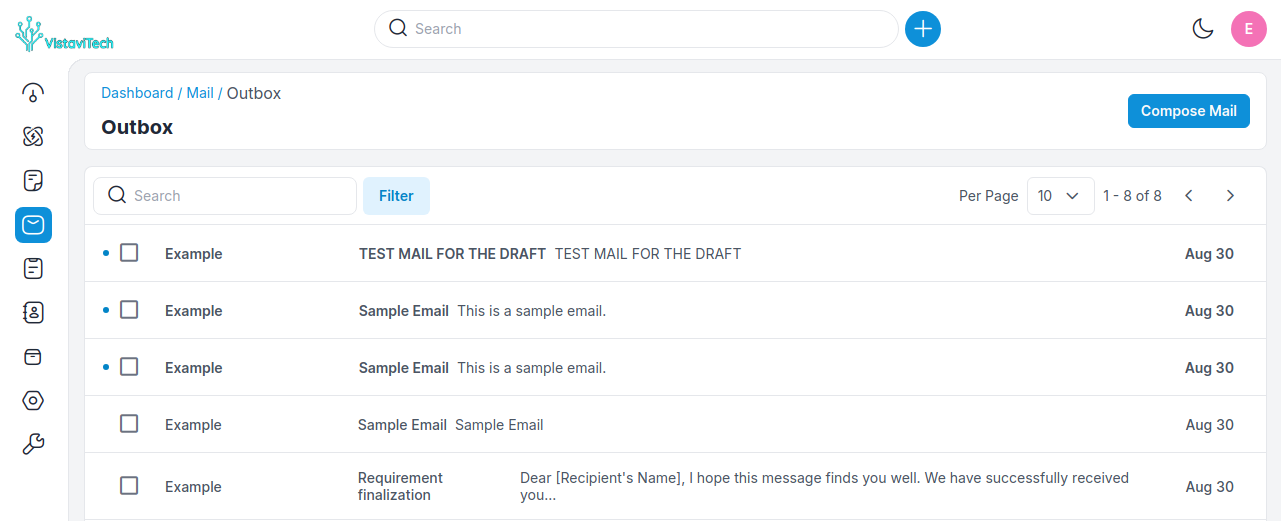 VistaviTech
Search
E
Dashboard / Mail / Outbox
Outbox
Compose Mail
Search
Filter
Per Page
10
1 - 8 of 8
Example TEST MAIL FOR THE DRAFT TEST MAIL FOR THE DRAFT Aug 30
Example Sample Email This is a sample email. Aug 30
Example Sample Email This is a sample email. Aug 30
Example Sample Email Sample Email Aug 30
Example
Requirement
finalization
Dear [Recipient's Name], I hope this message finds you well. We have successfully received
you...
Aug 30